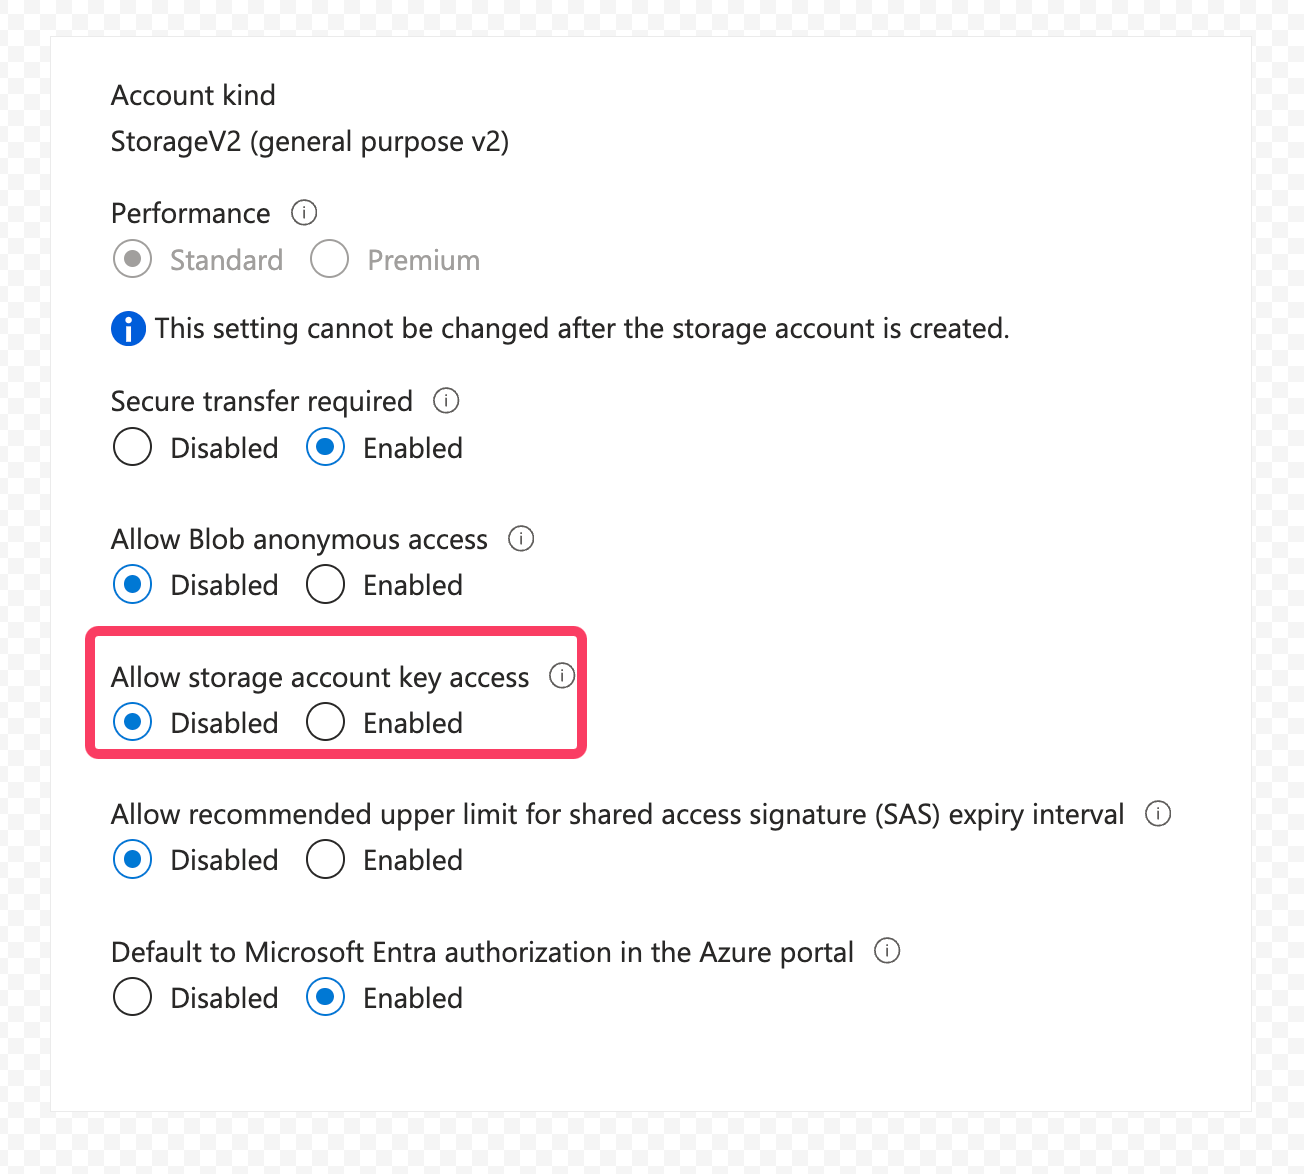 Account kind
StorageV2 (general purpose v2)
Performance
Standard Premium
This setting cannot be changed after the storage account is created.
Secure transfer required
Disabled Enabled
Allow Blob anonymous access
Disabled Enabled
Allow storage account key access
Disabled Enabled
Allow recommended upper limit for shared access signature (SAS) expiry interval
Disabled Enabled
Default to Microsoft Entra authorization in the Azure portal
Disabled Enabled